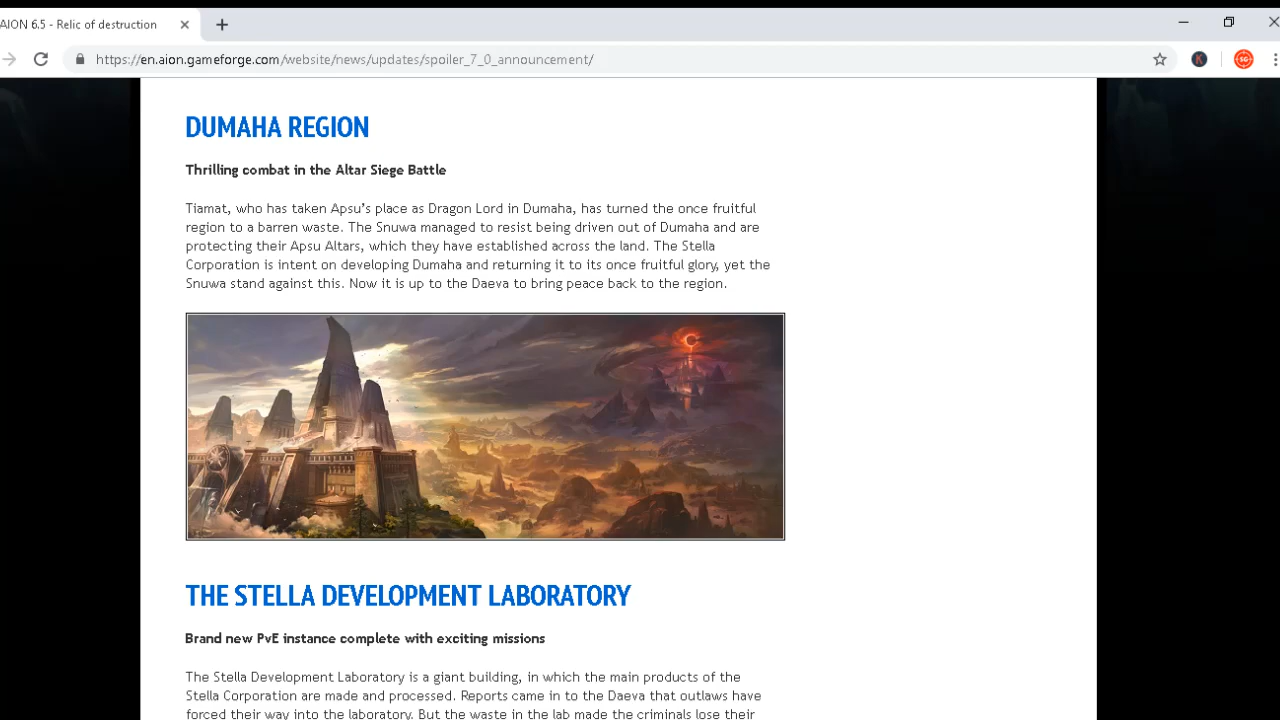 AION 6.5 - Relic of destruction
https://en.aion.gameforge.com/website/news/updates/spoiler_7_0_announcement/
K
SG
DUMAHA REGION
Thrilling combat in the Altar Siege Battle
Tiamat, who has taken Apsu's place as Dragon Lord in Dumaha, has turned the once fruitful
region to a barren waste. The Snuwa managed to resist being driven out of Dumaha and are
protecting their Apsu Altars, which they have established across the land. The Stella
Corporation is intent on developing Dumaha and returning it to its once fruitful glory, yet the
Snuwa stand against this. Now it is up to the Daeva to bring peace back to the region.
THE STELLA DEVELOPMENT LABORATORY
Brand new PvE instance complete with exciting missions
The Stella Development Laboratory is a giant building, in which the main products of the
Stella Corporation are made and processed. Reports came in to the Daeva that outlaws have
forced their way into the laboratory. But the waste in the lab made the criminals lose their